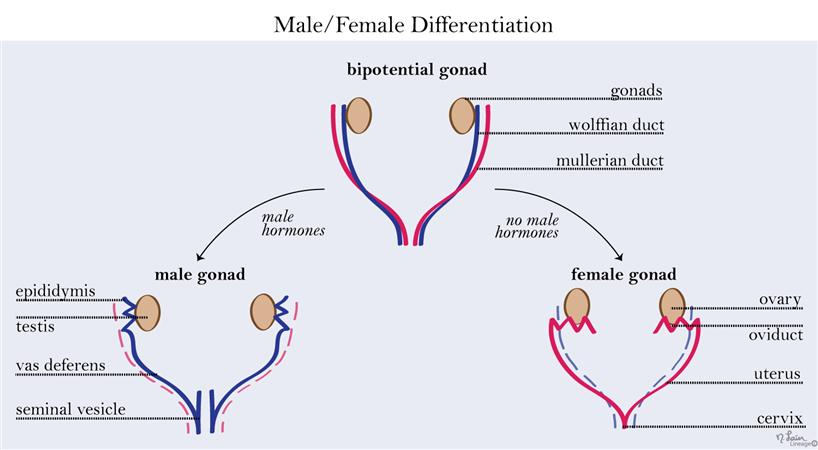 Male/Female Differentiation
bipotential gonad
gonads
wolffian duct
mullerian duct
male
hormones
no male
hormones
male gonad
epididymis
testis
vas deferens
seminal vesicle
female gonad
ovary
oviduct
uterus
cervix
Lineage